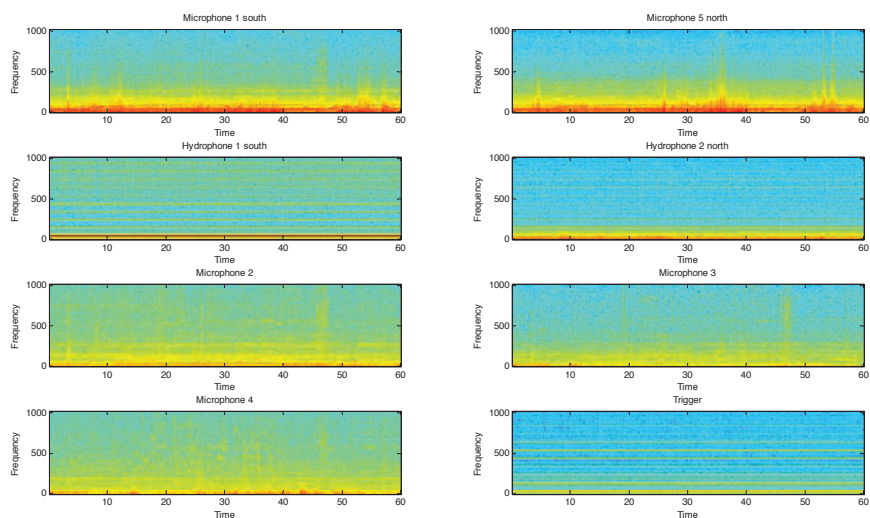 Microphone 1 south
Frequency
1000
500
0
10 20 30 40 50 60
Time
Microphone 5 north
Frequency
1000
500
0
10 20 30 40 50 60
Time
Hydrophone 1 south
Frequency
1000
500
0
10 20 30 40 50 60
Time
Hydrophone 2 north
Frequency
1000
500
0
10 20 30 40 50 60
Time
Microphone 2
Frequency
1000
500
0
10 20 30 40 50 60
Time
Microphone 3
Frequency
1000
500
0
10 20 30 40 50 60
Time
Microphone 4
Frequency
1000
500
0
10 20 30 40 50 60
Time
Trigger
Frequency
1000
500
0
10 20 30 40 50 60
Time